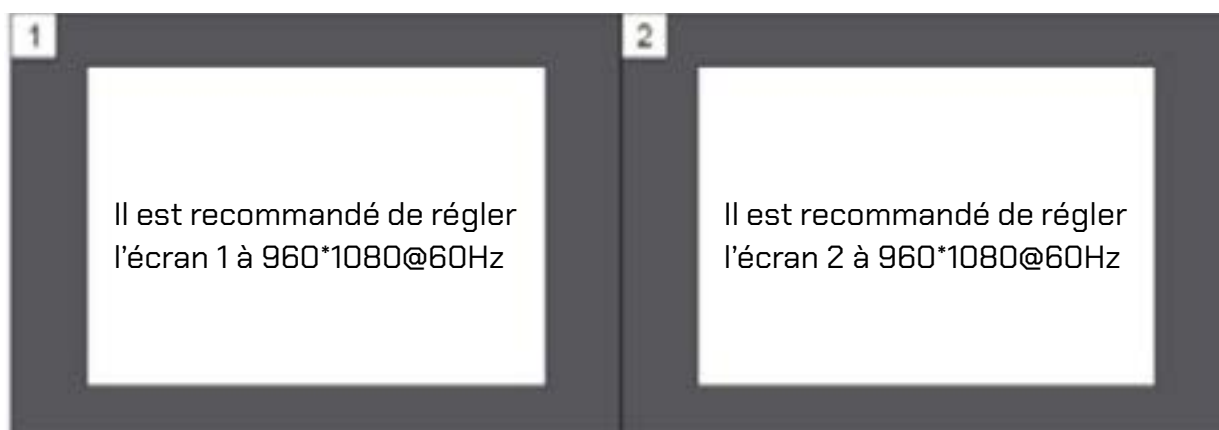 1
2
Il est recommandé de régler
l’écran 1 à 960*1080@60Hz
Il est recommandé de régler
l’écran 2 à 960*1080@60Hz